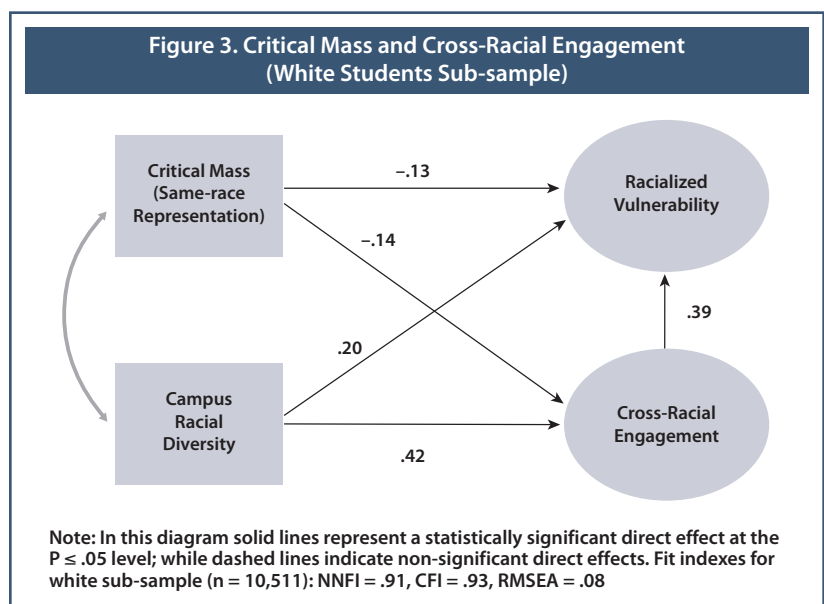 Figure 3. Critical Mass and Cross-Racial Engagement
(White Students Sub-sample)
Critical Mass
(Same-race
Representation)
–.13
Racialized
Vulnerability
–.14
.39
.20
Campus
Racial
Diversity
Cross-Racial
Engagement
.42
Note: In this diagram solid lines represent a statistically significant direct effect at the
P ≤ .05 level; while dashed lines indicate non-significant direct effects. Fit indexes for
white sub-sample (n = 10,511): NNFI = .91, CFI = .93, RMSEA = .08